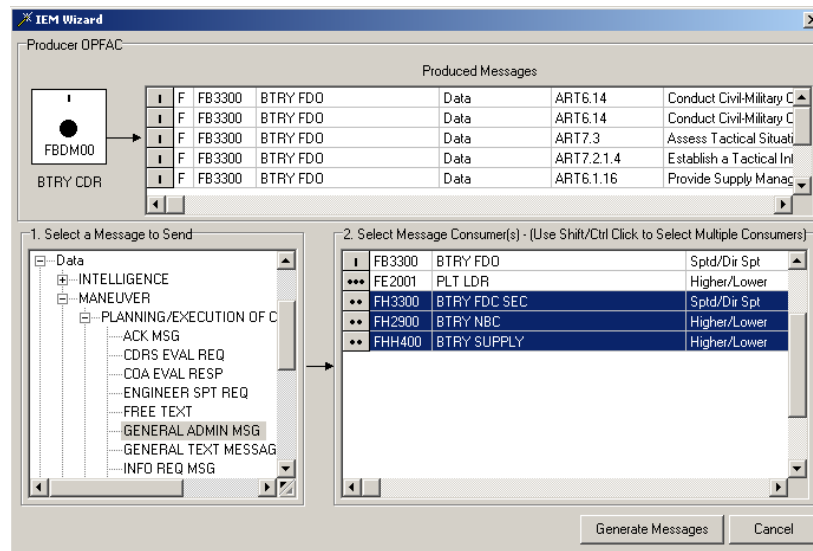 IEM Wizard
Producer OPFAC
Produced Messages
I F FB3300 BTRY FDO Data ART6.14 Conduct Civil-Military C
I F FB3300 BTRY FDO Data ART6.14 Conduct Civil-Military C
I F FB3300 BTRY FDO Data ART7.3 Assess Tactical Situati
I F FB3300 BTRY FDO Data ART7.2.1.4 Establish a Tactical Inf
I F FB3300 BTRY FDO Data ART6.1.16 Provide Supply Manag
I
FBDM00
BTRY CDR
1. Select a Message to Send
Data
INTELLIGENCE
MANEUVER
PLANNING/EXECUTION OF C
ACK MSG
CDRS EVAL REQ
COA EVAL RESP
ENGINEER SPT REQ
FREE TEXT
GENERAL ADMIN MSG
GENERAL TEXT MESSAG
INFO REQ MSG
2. Select Message Consumer(s) - (Use Shift/Ctrl Click to Select Multiple Consumers)
I FB3300 BTRY FDO Sptd/Dir Spt
••• FE2001 PLT LDR Higher/Lower
•• FH3300 BTRY FDC SEC Sptd/Dir Spt
•• FH2900 BTRY NBC Higher/Lower
•• FHH400 BTRY SUPPLY Higher/Lower
Generate Messages Cancel